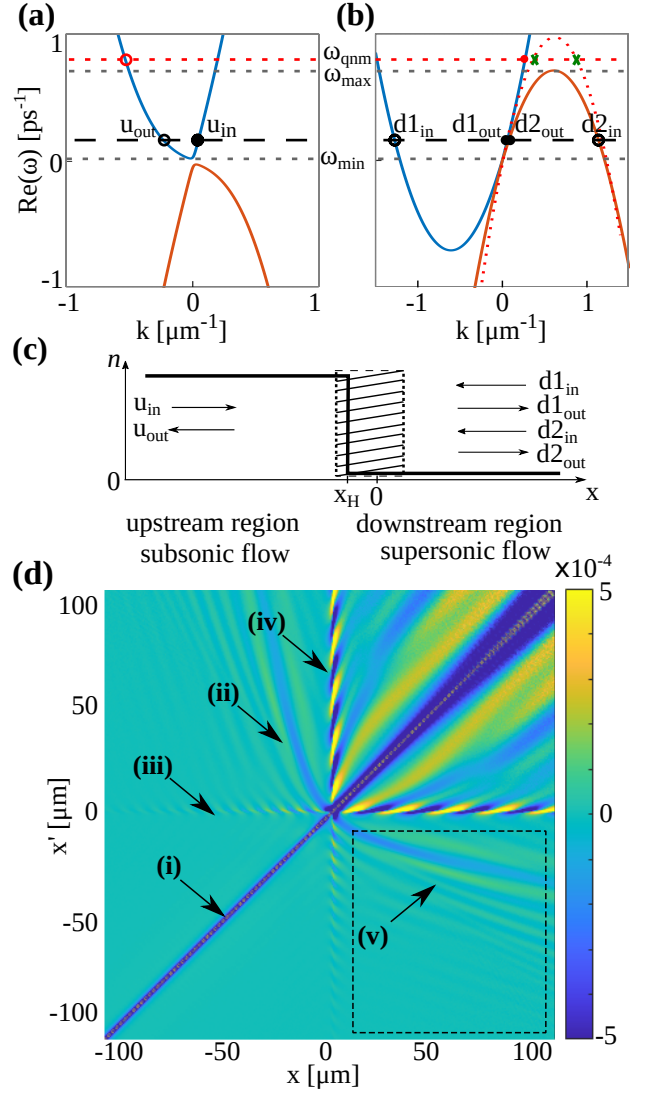 (a)
(b)
1
0
-1
Re(ω) [ps⁻¹]
u_out
u_in
-1
0
1
k [μm⁻¹]
ω_qnm
ω_max
ω_min
d1_in
d1_out
d2_out
d2_in
-1
0
1
k [μm⁻¹]
(c)
n
0
u_in
u_out
d1_in
d1_out
d2_in
d2_out
x_H
0
x
upstream region
subsonic flow
downstream region
supersonic flow
(d)
×10⁻⁴
100
50
0
-50
-100
x' [μm]
(i)
(ii)
(iii)
(iv)
(v)
-100
-50
0
50
100
x [μm]
5
0
-5